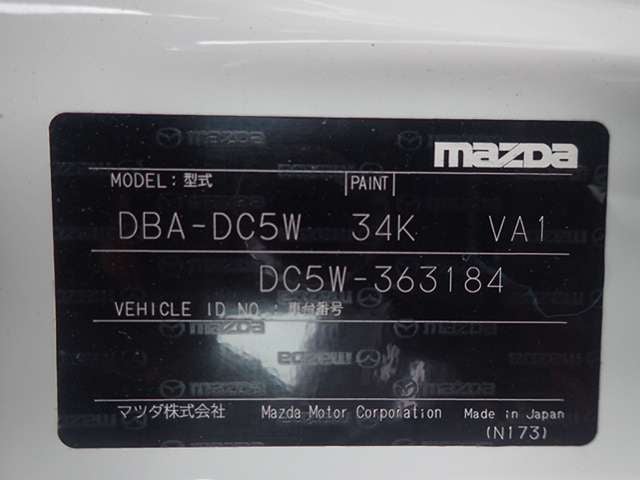 mazda
MODEL：型式 PAINT
DBA-DC5W 34K VA1
DC5W-363184
VEHICLE ID NO.：車台番号
マツダ株式会社 Mazda Motor Corporation Made in Japan
(N173)